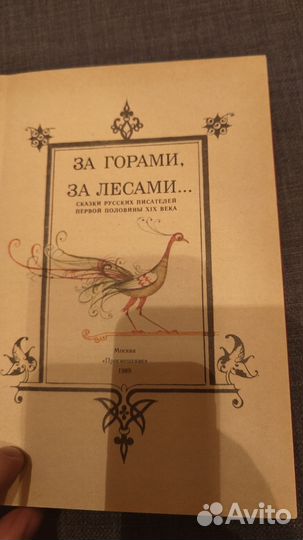 ЗА ГОРАМИ,
ЗА ЛЕСАМИ...
СКАЗКИ РУССКИХ ПИСАТЕЛЕЙ
ПЕРВОЙ ПОЛОВИНЫ XIX ВЕКА
Москва
«Просвещение»
1989
Avito